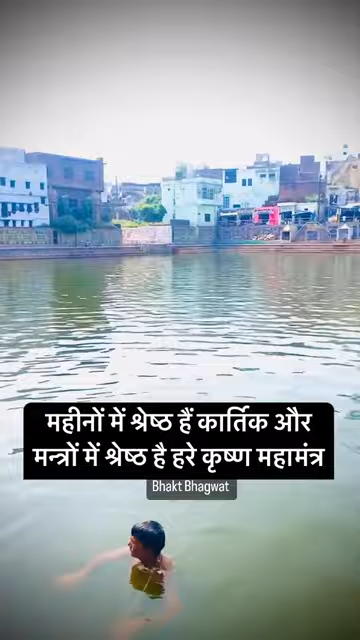 महीनों में श्रेष्ठ हैं कार्तिक और
मन्त्रों में श्रेष्ठ है हरे कृष्ण महामंत्र
Bhakt Bhagwat